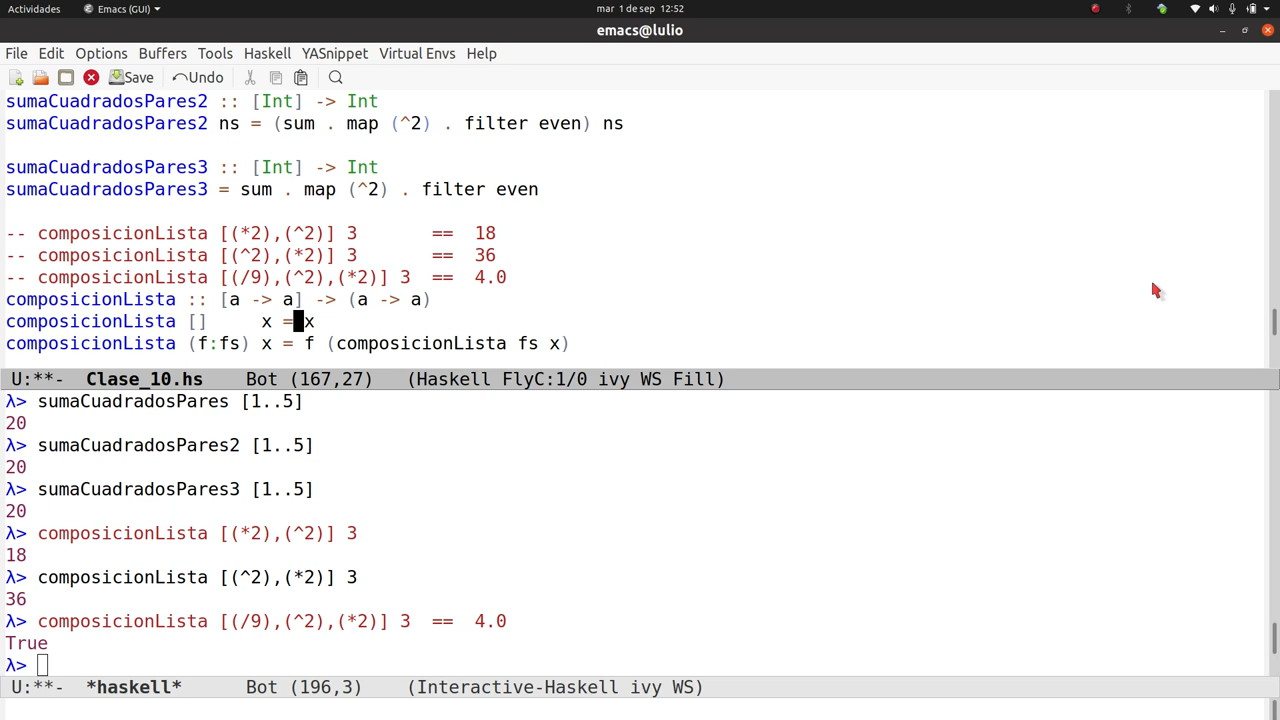 Actividades Emacs (GUI) mar 1 de sep 12:52
emacs@lulio
File Edit Options Buffers Tools Haskell YASnippet Virtual Envs Help
Save Undo
sumaCuadradosPares2 :: [Int] -> Int
sumaCuadradosPares2 ns = (sum . map (^2) . filter even) ns
sumaCuadradosPares3 :: [Int] -> Int
sumaCuadradosPares3 = sum . map (^2) . filter even
-- composicionLista [(*2),(^2)] 3       ==  18
-- composicionLista [(^2),(*2)] 3       ==  36
-- composicionLista [(/9),(^2),(*2)] 3  ==  4.0
composicionLista :: [a -> a] -> (a -> a)
composicionLista []     x = x
composicionLista (f:fs) x = f (composicionLista fs x)
U:**-  Clase_10.hs    Bot (167,27)   (Haskell FlyC:1/0 ivy WS Fill)
λ> sumaCuadradosPares [1..5]
20
λ> sumaCuadradosPares2 [1..5]
20
λ> sumaCuadradosPares3 [1..5]
20
λ> composicionLista [(*2),(^2)] 3
18
λ> composicionLista [(^2),(*2)] 3
36
λ> composicionLista [(/9),(^2),(*2)] 3  ==  4.0
True
λ>
U:**-  *haskell*      Bot (196,3)    (Interactive-Haskell ivy WS)